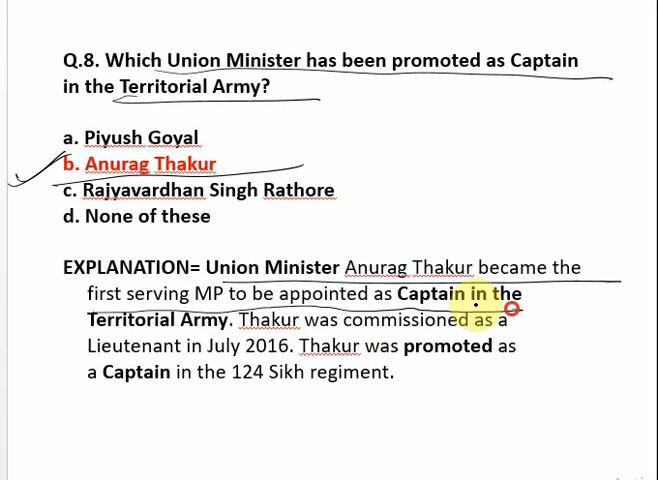 Q.8. Which Union Minister has been promoted as Captain
in the Territorial Army?
a. Piyush Goyal
b. Anurag Thakur
c. Rajyavardhan Singh Rathore
d. None of these
EXPLANATION= Union Minister Anurag Thakur became the
first serving MP to be appointed as Captain in the
Territorial Army. Thakur was commissioned as a
Lieutenant in July 2016. Thakur was promoted as
a Captain in the 124 Sikh regiment.